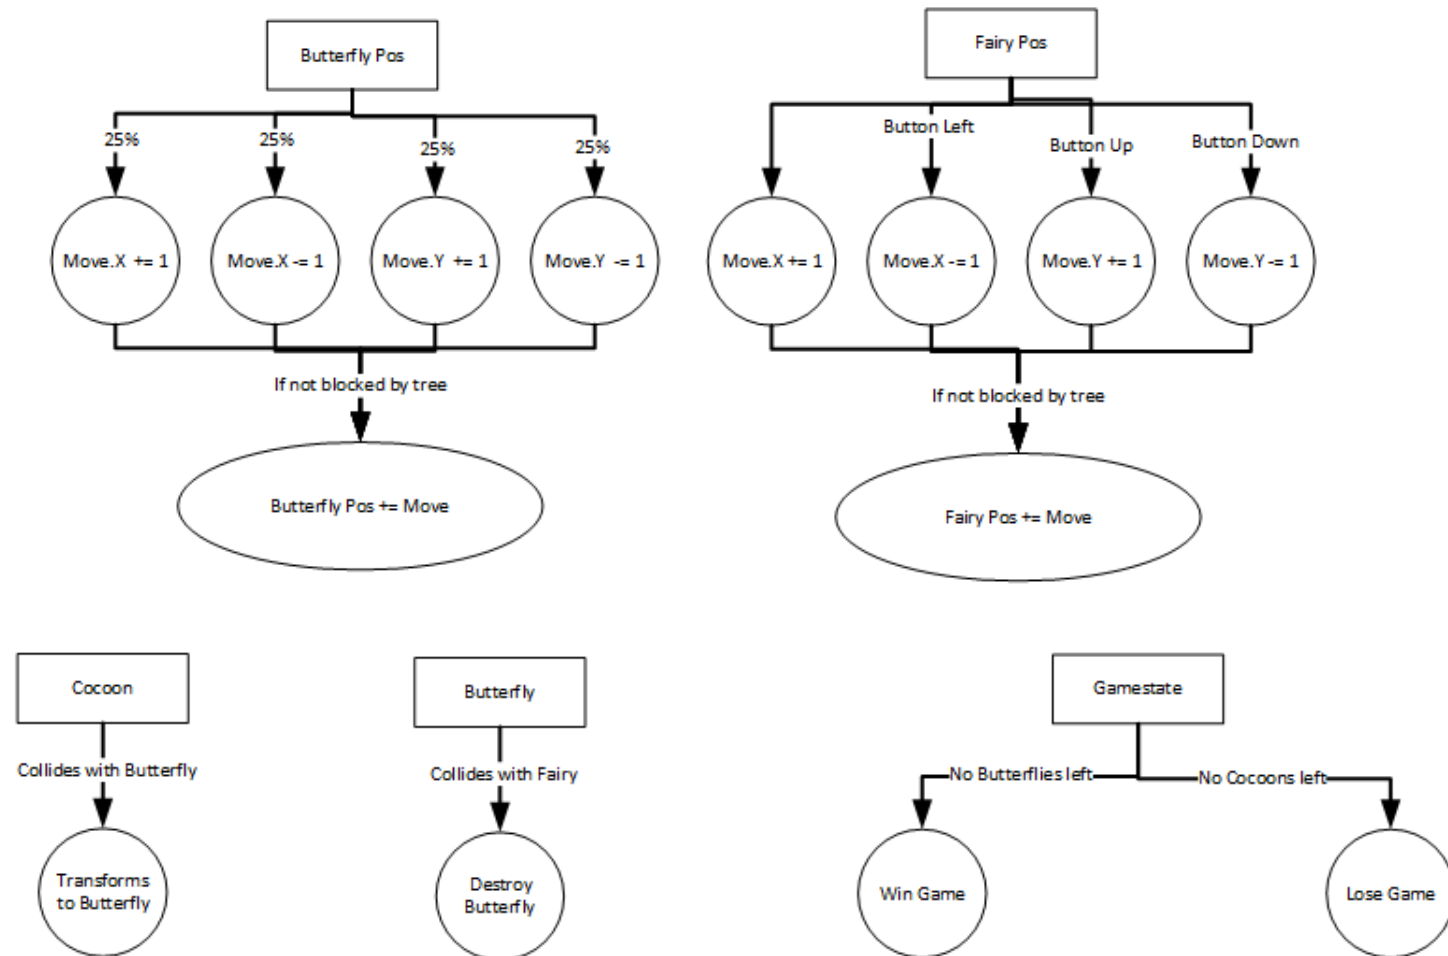 Butterfly Pos
Fairy Pos
25%
25%
25%
25%
Button Left
Button Up
Button Down
Move.X += 1
Move.X -= 1
Move.Y += 1
Move.Y -= 1
Move.X += 1
Move.X -= 1
Move.Y += 1
Move.Y -= 1
If not blocked by tree
If not blocked by tree
Butterfly Pos += Move
Fairy Pos += Move
Cocoon
Butterfly
Gamestate
Collides with Butterfly
Collides with Fairy
No Butterflies left
No Cocoons left
Transforms
to Butterfly
Destroy
Butterfly
Win Game
Lose Game